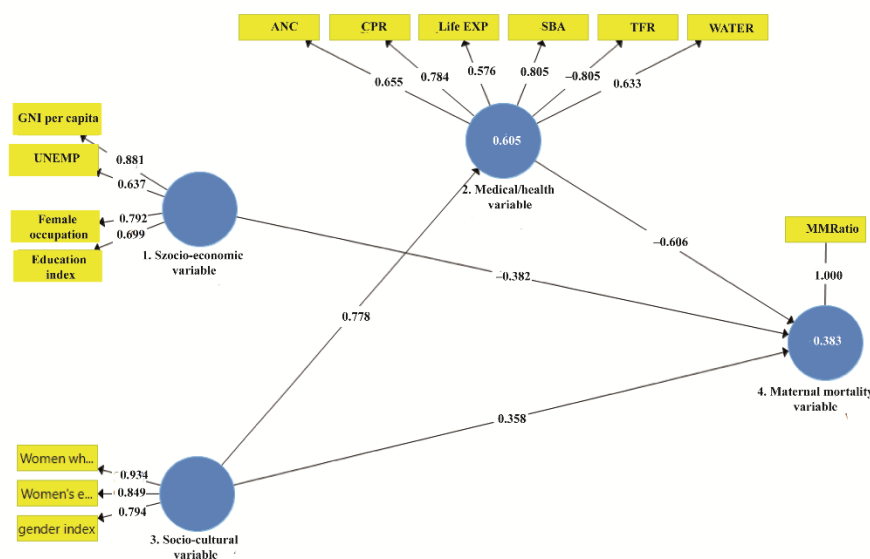 ANC
CPR
Life EXP
SBA
TFR
WATER
0.655
0.784
0.576
0.805
–0.805
0.633
GNI per capita
UNEMP
Female
occupation
Education
index
0.881
0.637
0.792
0.699
1. Szocio-economic
variable
0.605
2. Medical/health
variable
–0.606
–0.382
0.778
0.358
MMRatio
1.000
0.383
4. Maternal mortality
variable
Women wh...
Women's e...
gender index
0.934
0.849
0.794
3. Socio-cultural
variable